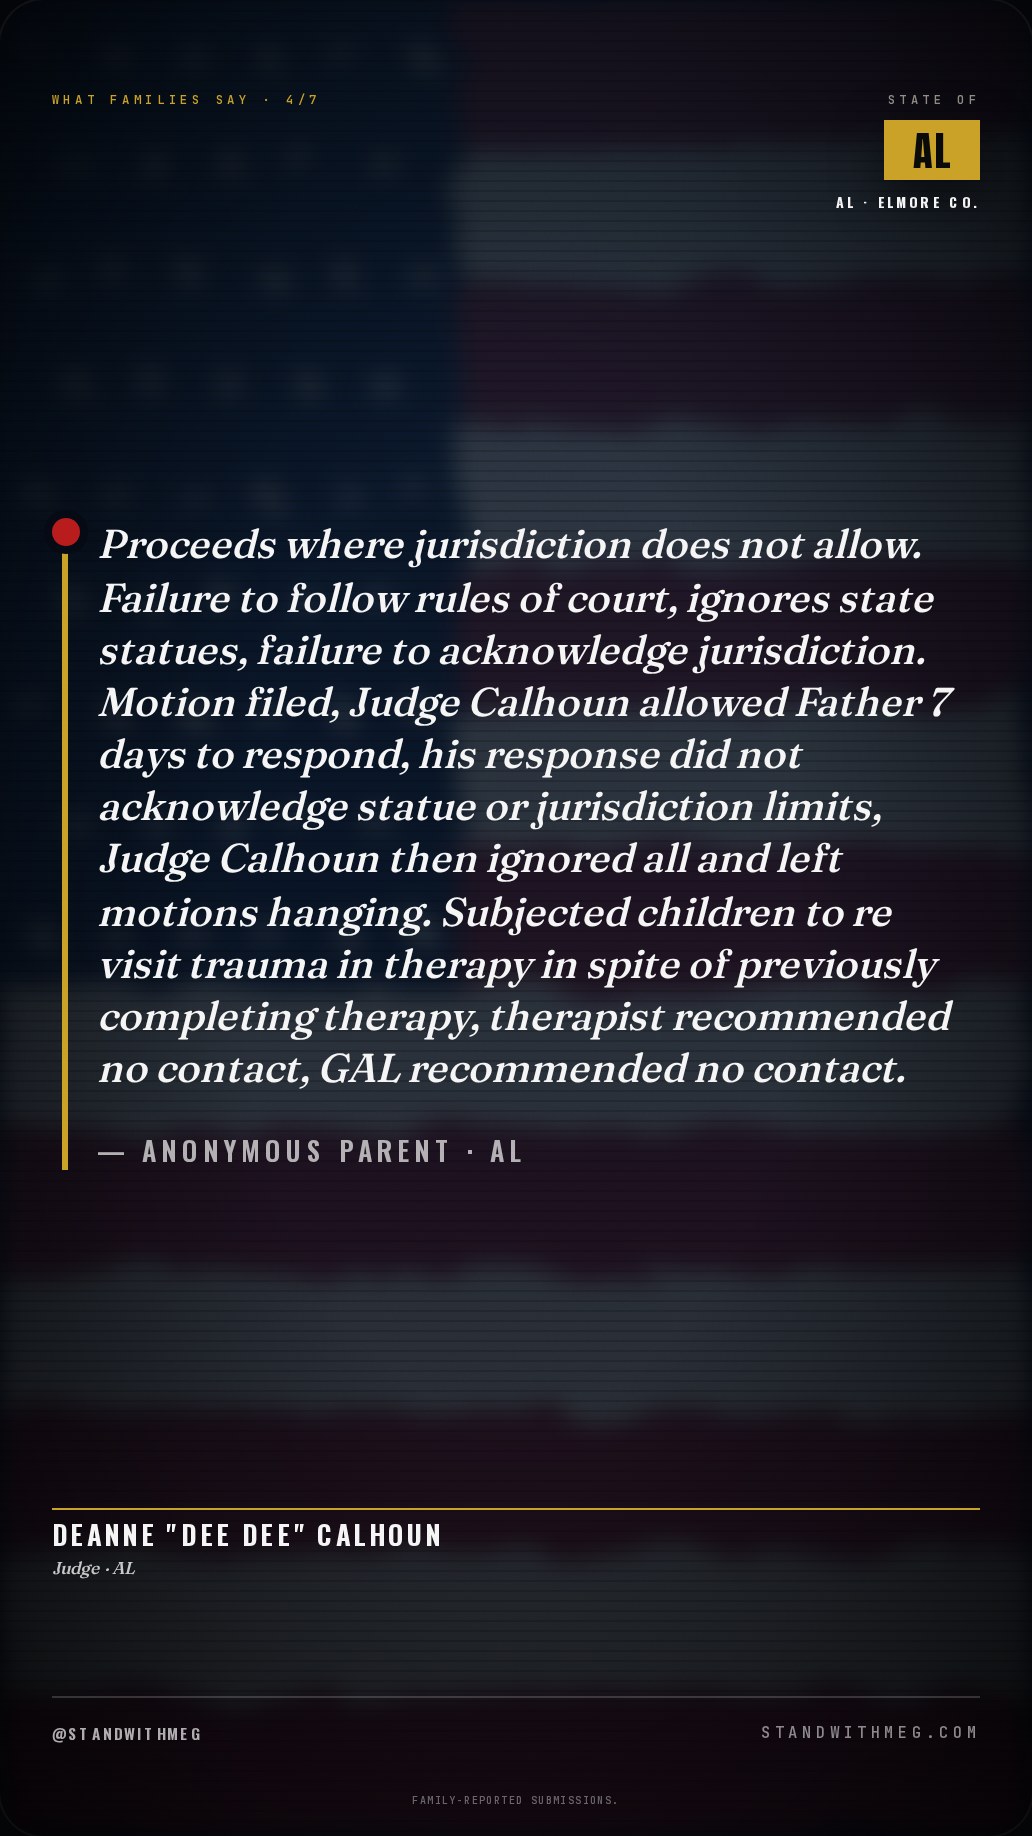 WHAT FAMILIES SAY · 4/7
STATE OF
AL
AL · ELMORE CO.
Proceeds where jurisdiction does not allow.
Failure to follow rules of court, ignores state
statues, failure to acknowledge jurisdiction.
Motion filed, Judge Calhoun allowed Father 7
days to respond, his response did not
acknowledge statue or jurisdiction limits,
Judge Calhoun then ignored all and left
motions hanging. Subjected children to re
visit trauma in therapy in spite of previously
completing therapy, therapist recommended
no contact, GAL recommended no contact.
— ANONYMOUS PARENT · AL
DEANNE "DEE DEE" CALHOUN
Judge · AL
@STANDWITHMEG
STANDWITHMEG.COM
FAMILY-REPORTED SUBMISSIONS.